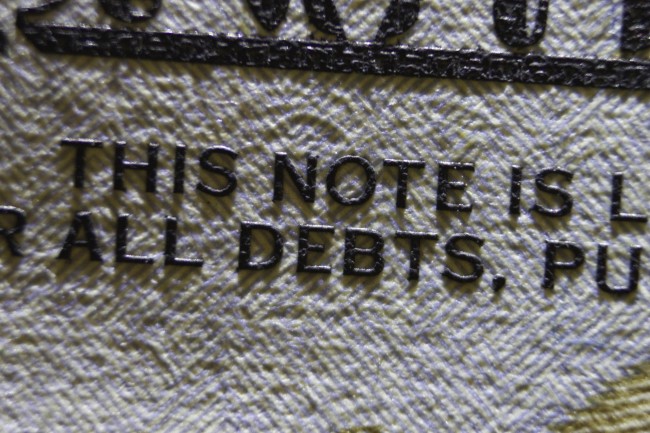 THIS NOTE IS L
R ALL DEBTS, PU